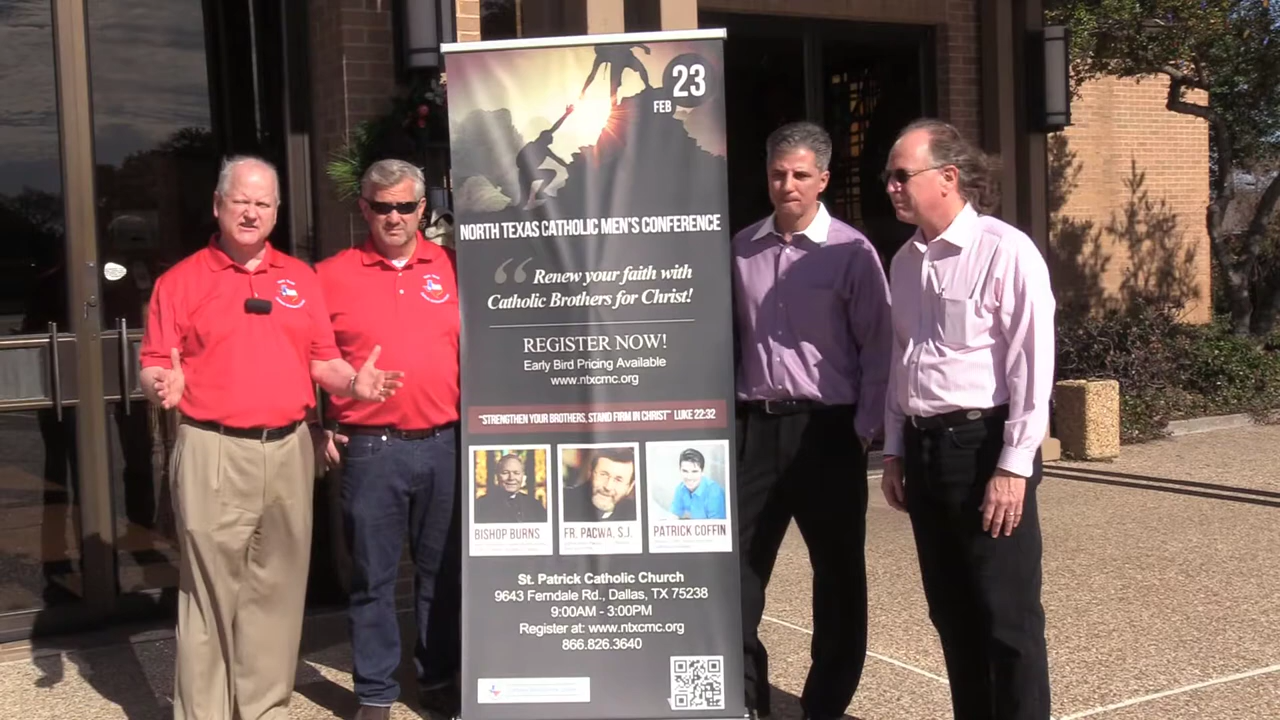 23
FEB
NORTH TEXAS CATHOLIC MEN'S CONFERENCE
“ Renew your faith with
Catholic Brothers for Christ!
REGISTER NOW!
Early Bird Pricing Available
www.ntxcmc.org
"STRENGTHEN YOUR BROTHERS, STAND FIRM IN CHRIST" LUKE 22:32
BISHOP BURNS
FR. PACWA, S.J.
PATRICK COFFIN
St. Patrick Catholic Church
9643 Ferndale Rd., Dallas, TX 75238
9:00AM - 3:00PM
Register at: www.ntxcmc.org
866.826.3640